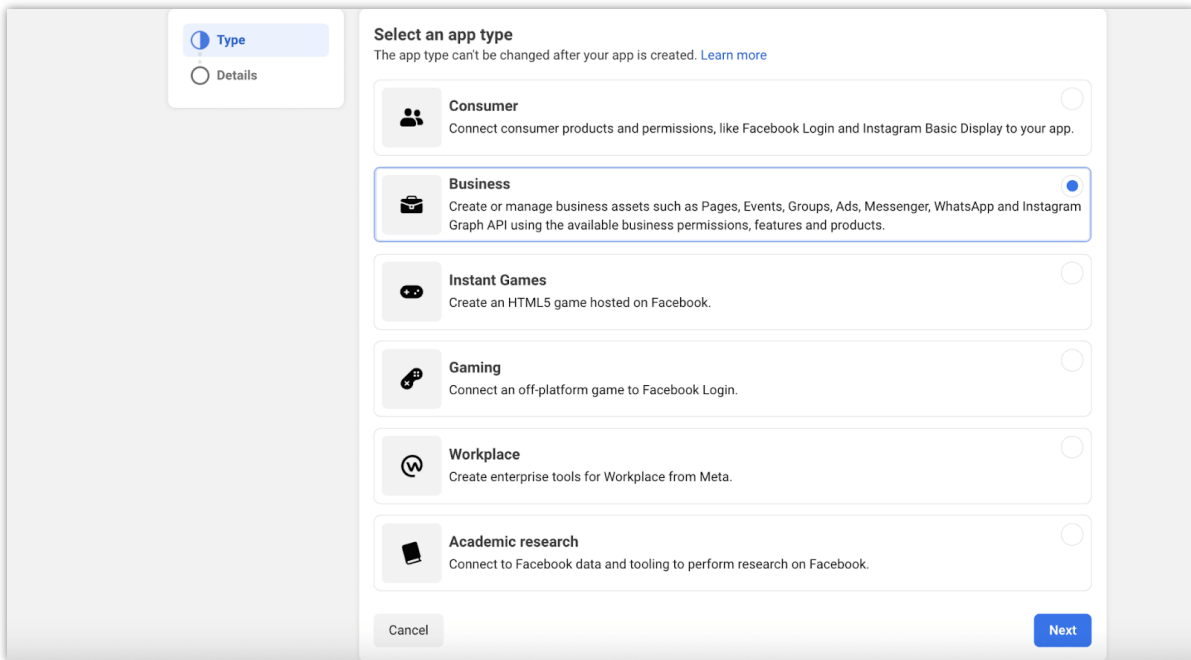 Type
Details
Select an app type
The app type can't be changed after your app is created. Learn more
Consumer
Connect consumer products and permissions, like Facebook Login and Instagram Basic Display to your app.
Business
Create or manage business assets such as Pages, Events, Groups, Ads, Messenger, WhatsApp and Instagram
Graph API using the available business permissions, features and products.
Instant Games
Create an HTML5 game hosted on Facebook.
Gaming
Connect an off-platform game to Facebook Login.
Workplace
Create enterprise tools for Workplace from Meta.
Academic research
Connect to Facebook data and tooling to perform research on Facebook.
Cancel
Next